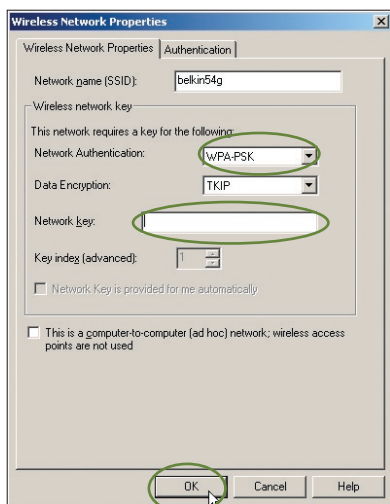 Wireless Network Properties
Wireless Network Properties
Authentication
Network name (SSID):
belkin54g
Wireless network key
This network requires a key for the following:
Network Authentication:
WPA-PSK
Data Encryption:
TKIP
Network key:
Key index (advanced):
1
Network Key is provided for me automatically
This is a computer-to-computer (ad hoc) network; wireless access
points are not used
OK
Cancel
Help